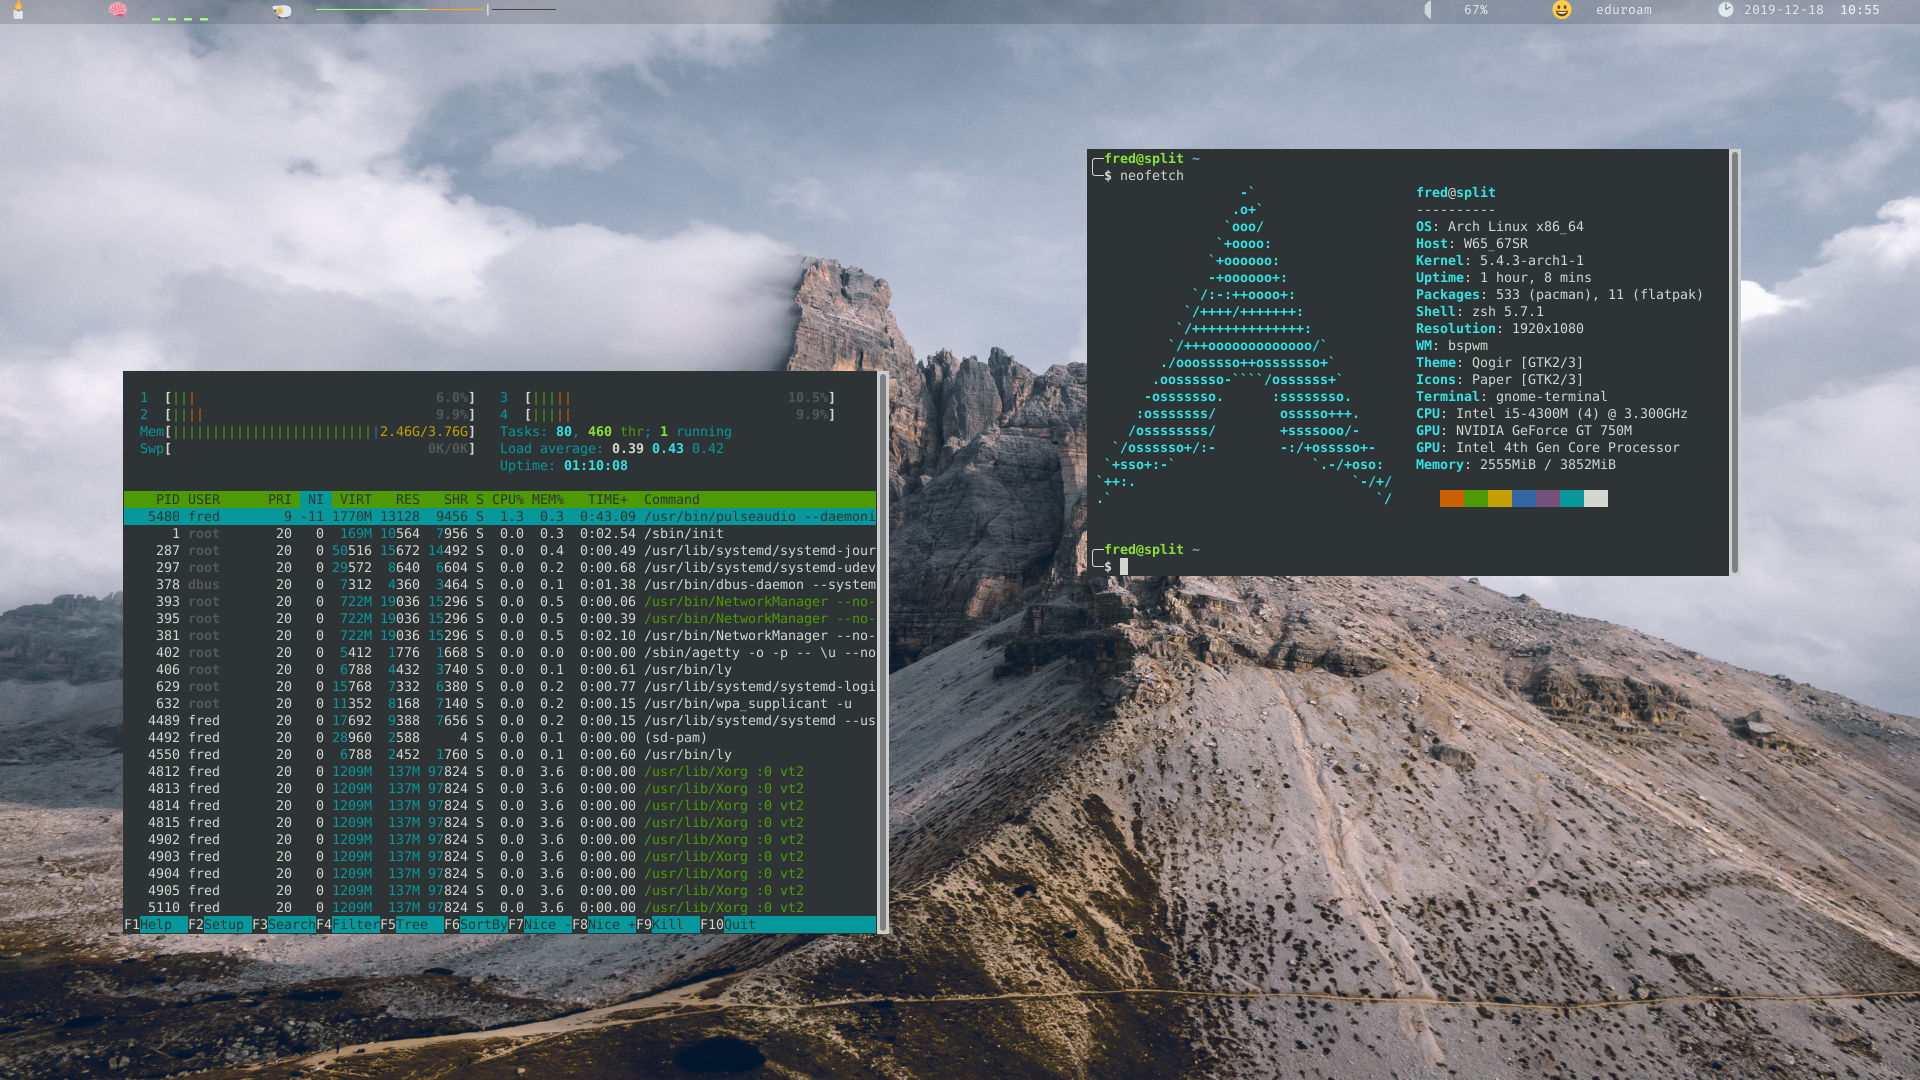 67% eduroam 2019-12-18 10:55
1 [||| 6.0%] 3 [||||| 10.5%]
2 [|||| 9.9%] 4 [||||| 9.9%]
Mem[||||||||||||||||||||||||||2.46G/3.76G] Tasks: 80, 460 thr; 1 running
Swp[ 0K/0K] Load average: 0.39 0.43 0.42
Uptime: 01:10:08
PID USER PRI NI VIRT RES SHR S CPU% MEM% TIME+ Command
5480 fred 9 -11 1770M 13128 9456 S 1.3 0.3 0:43.09 /usr/bin/pulseaudio --daemoni
1 root 20 0 169M 10564 7956 S 0.0 0.3 0:02.54 /sbin/init
287 root 20 0 50516 15672 14492 S 0.0 0.4 0:00.49 /usr/lib/systemd/systemd-jour
297 root 20 0 29572 8640 6604 S 0.0 0.2 0:00.68 /usr/lib/systemd/systemd-udev
378 dbus 20 0 7312 4360 3464 S 0.0 0.1 0:01.38 /usr/bin/dbus-daemon --system
393 root 20 0 722M 19036 15296 S 0.0 0.5 0:00.06 /usr/bin/NetworkManager --no-
395 root 20 0 722M 19036 15296 S 0.0 0.5 0:00.39 /usr/bin/NetworkManager --no-
381 root 20 0 722M 19036 15296 S 0.0 0.5 0:02.10 /usr/bin/NetworkManager --no-
402 root 20 0 5412 1776 1668 S 0.0 0.0 0:00.00 /sbin/agetty -o -p -- \u --no
406 root 20 0 6788 4432 3740 S 0.0 0.1 0:00.61 /usr/bin/ly
629 root 20 0 15768 7332 6380 S 0.0 0.2 0:00.77 /usr/lib/systemd/systemd-logi
632 root 20 0 11352 8168 7140 S 0.0 0.2 0:00.15 /usr/bin/wpa_supplicant -u
4489 fred 20 0 17692 9388 7656 S 0.0 0.2 0:00.15 /usr/lib/systemd/systemd --us
4492 fred 20 0 28960 2588 4 S 0.0 0.1 0:00.00 (sd-pam)
4550 fred 20 0 6788 2452 1760 S 0.0 0.1 0:00.60 /usr/bin/ly
4812 fred 20 0 1209M 137M 97824 S 0.0 3.6 0:00.00 /usr/lib/Xorg :0 vt2
4813 fred 20 0 1209M 137M 97824 S 0.0 3.6 0:00.00 /usr/lib/Xorg :0 vt2
4814 fred 20 0 1209M 137M 97824 S 0.0 3.6 0:00.00 /usr/lib/Xorg :0 vt2
4815 fred 20 0 1209M 137M 97824 S 0.0 3.6 0:00.00 /usr/lib/Xorg :0 vt2
4902 fred 20 0 1209M 137M 97824 S 0.0 3.6 0:00.00 /usr/lib/Xorg :0 vt2
4903 fred 20 0 1209M 137M 97824 S 0.0 3.6 0:00.00 /usr/lib/Xorg :0 vt2
4904 fred 20 0 1209M 137M 97824 S 0.0 3.6 0:00.00 /usr/lib/Xorg :0 vt2
4905 fred 20 0 1209M 137M 97824 S 0.0 3.6 0:00.00 /usr/lib/Xorg :0 vt2
5110 fred 20 0 1209M 137M 97824 S 0.0 3.6 0:00.00 /usr/lib/Xorg :0 vt2
F1Help F2Setup F3SearchF4FilterF5Tree F6SortByF7Nice -F8Nice +F9Kill F10Quit
fred@split ~
$ neofetch
fred@split
----------
OS: Arch Linux x86_64
Host: W65_67SR
Kernel: 5.4.3-arch1-1
Uptime: 1 hour, 8 mins
Packages: 533 (pacman), 11 (flatpak)
Shell: zsh 5.7.1
Resolution: 1920x1080
WM: bspwm
Theme: Qogir [GTK2/3]
Icons: Paper [GTK2/3]
Terminal: gnome-terminal
CPU: Intel i5-4300M (4) @ 3.300GHz
GPU: NVIDIA GeForce GT 750M
GPU: Intel 4th Gen Core Processor
Memory: 2555MiB / 3852MiB
fred@split ~
$